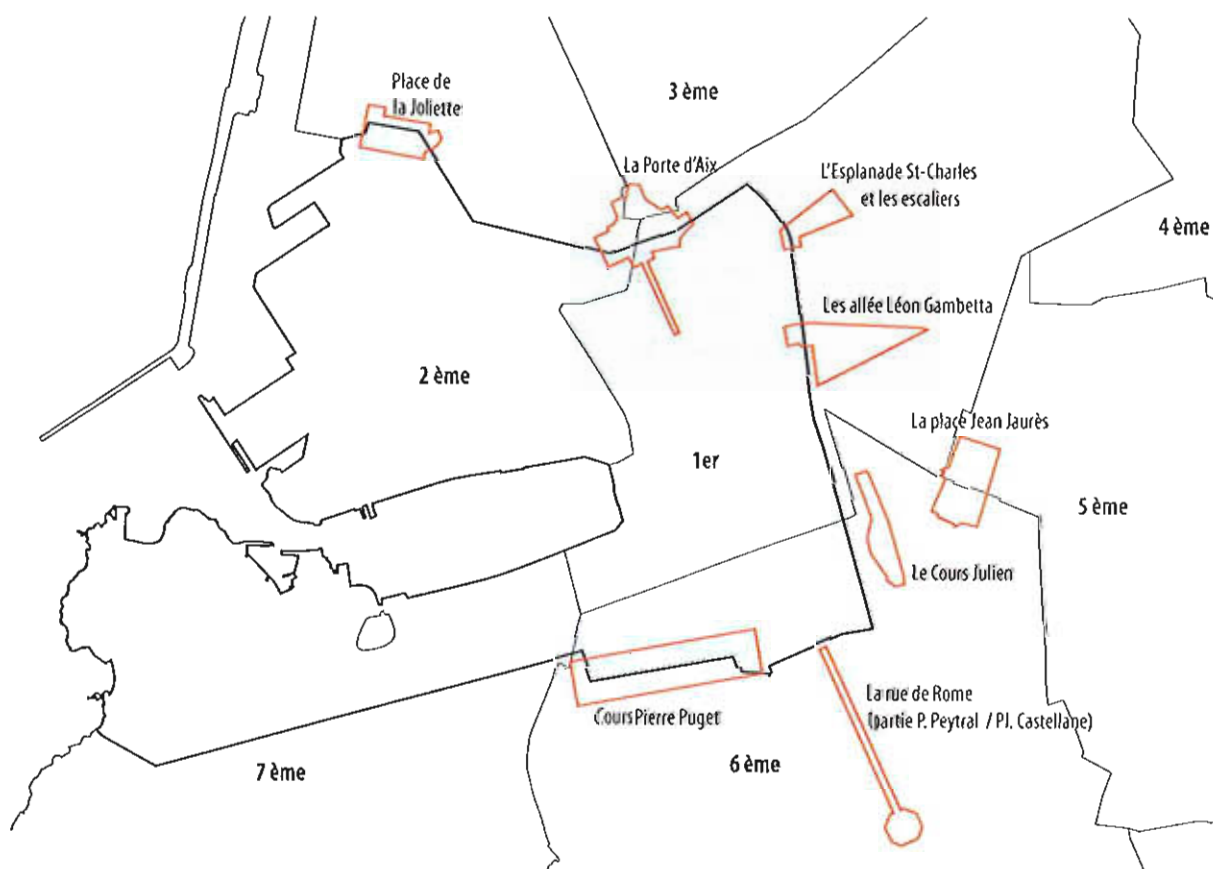 Place de
la Joliette
3 ème
La Porte d'Aix
L'Esplanade St-Charles
et les escaliers
4 ème
Les allée Léon Gambetta
2 ème
La place Jean Jaurès
1er
5 ème
Le Cours Julien
La rue de Rome
(partie P. Peytral / Pl. Castellane)
Cours Pierre Puget
7 ème
6 ème